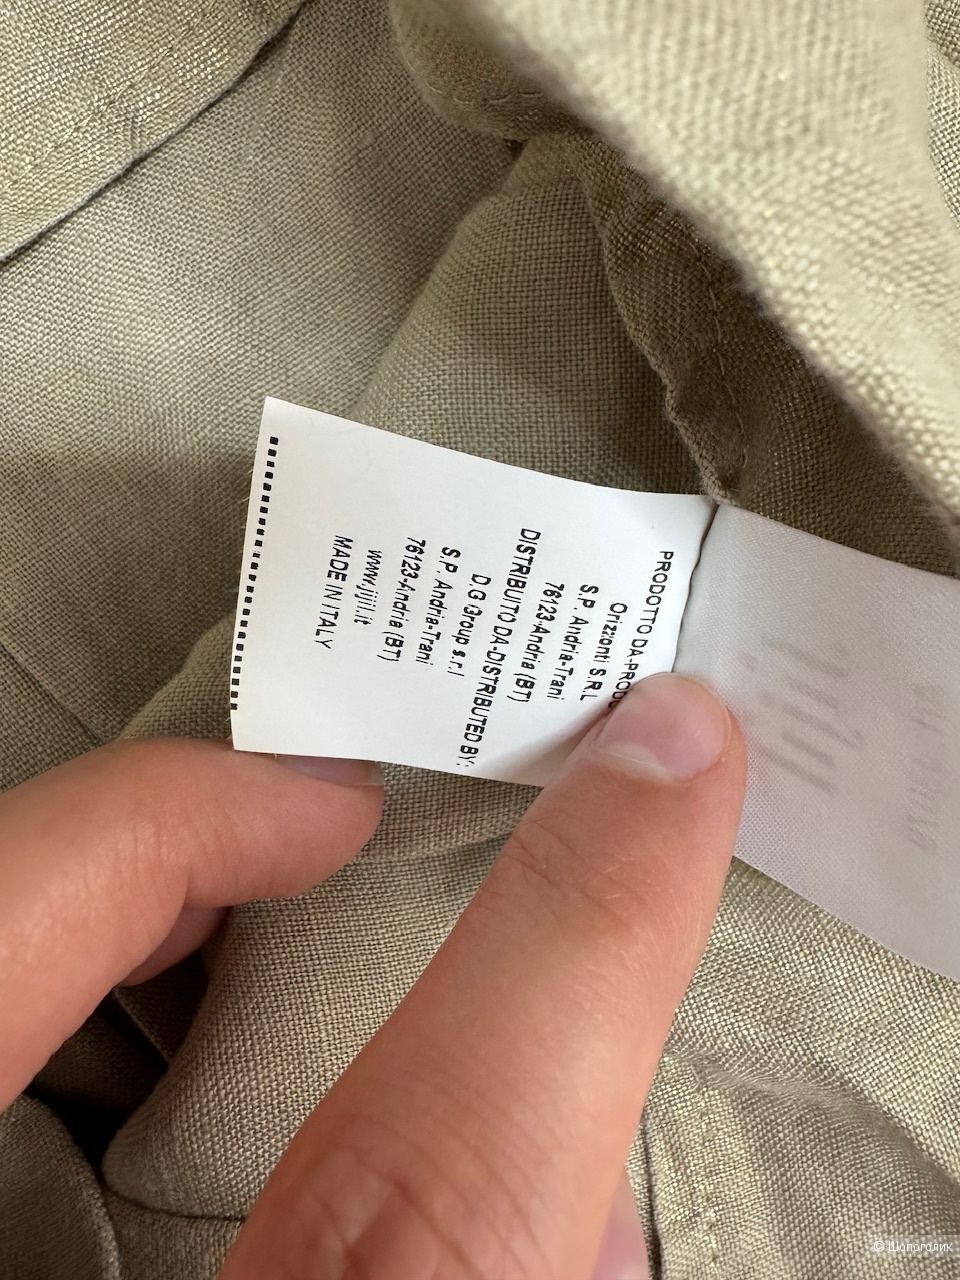 PRODOTTO DA-PRODU
Orizzonti S.R.L
S.P. Andria-Trani
76123-Andria (BT)
DISTRIBUITO DA-DISTRIBUTED BY:
D.G Group s.r.l
S.P. Andria-Trani
76123-Andria (BT)
www.jijil.it
MADE IN ITALY
© Шопоголик